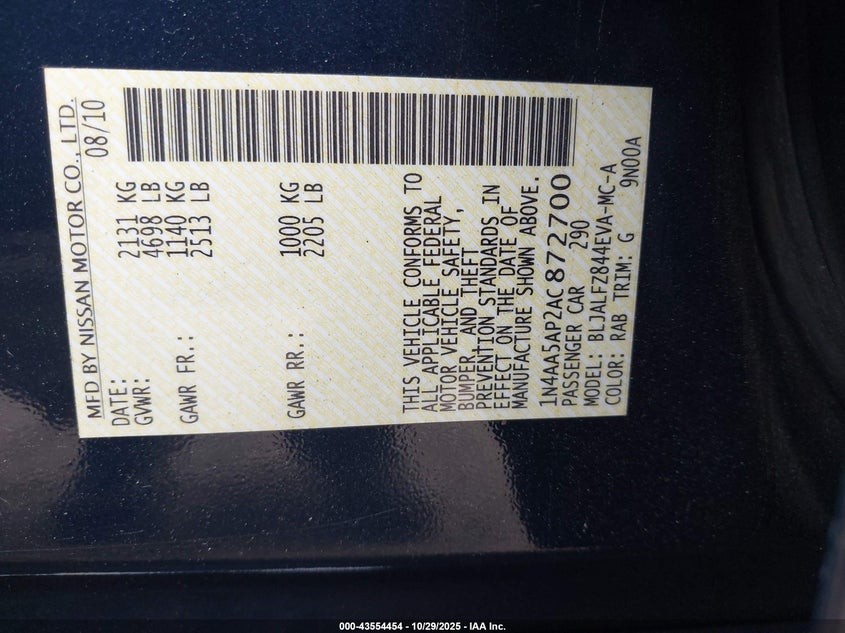 MFD BY NISSAN MOTOR CO., LTD.
DATE: 08/10
GVWR: 2131 KG
4698 LB
GAWR FR.: 1140 KG
2513 LB
GAWR RR.: 1000 KG
2205 LB
THIS VEHICLE CONFORMS TO
ALL APPLICABLE FEDERAL
MOTOR VEHICLE SAFETY,
BUMPER, AND THEFT
PREVENTION STANDARDS IN
EFFECT ON THE DATE OF
MANUFACTURE SHOWN ABOVE.
1N4AA5AP2AC872700
PASSENGER CAR 290
MODEL: BLJALFZ844EVA-MC-A
COLOR: RAB TRIM: G 9N00A
000-43554454 - 10/29/2025 - IAA Inc.